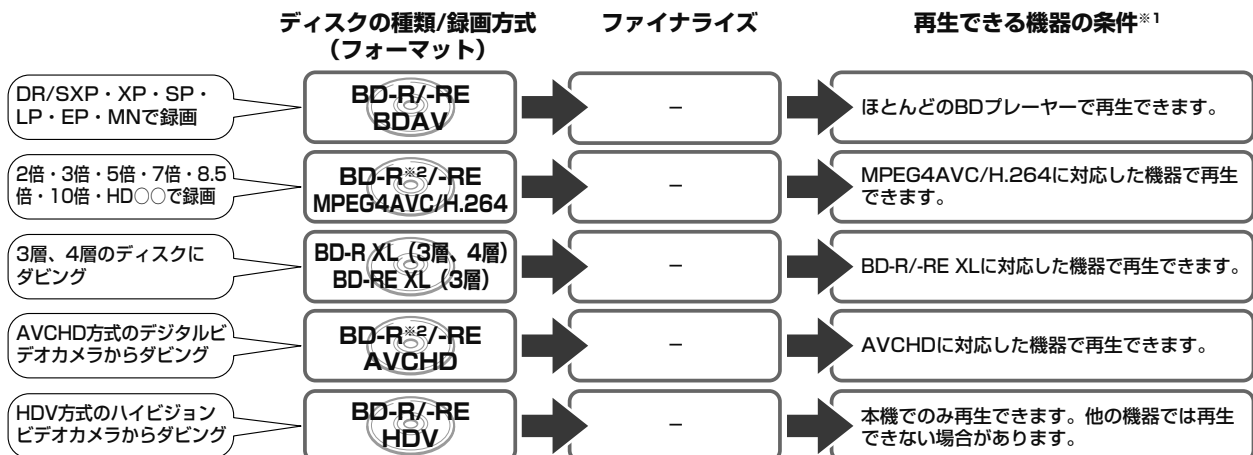 ディスクの種類/録画方式
(フォーマット)
ファイナライズ
再生できる機器の条件※1
DR/SXP・XP・SP・
LP・EP・MNで録画
BD-R/-RE
BDAV
–
ほとんどのBDプレーヤーで再生できます。
2倍・3倍・5倍・7倍・8.5
倍・10倍・HD○○で録画
BD-R※2/-RE
MPEG4AVC/H.264
–
MPEG4AVC/H.264に対応した機器で再生
できます。
3層、4層のディスクに
ダビング
BD-R XL(3層、4層)
BD-RE XL(3層)
–
BD-R/-RE XLに対応した機器で再生できます。
AVCHD方式のデジタルビ
デオカメラからダビング
BD-R※2/-RE
AVCHD
–
AVCHDに対応した機器で再生できます。
HDV方式のハイビジョン
ビデオカメラからダビング
BD-R/-RE
HDV
–
本機でのみ再生できます。他の機器では再生
できない場合があります。